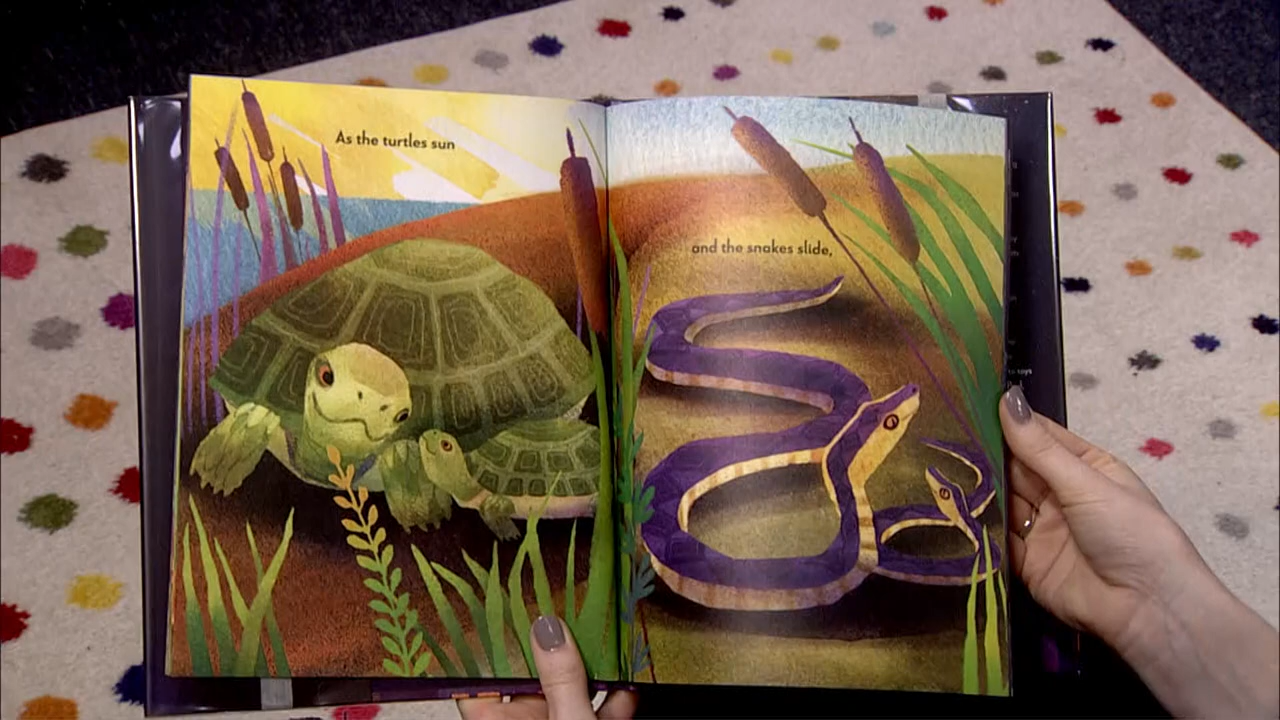 As the turtles sun
and the snakes slide,